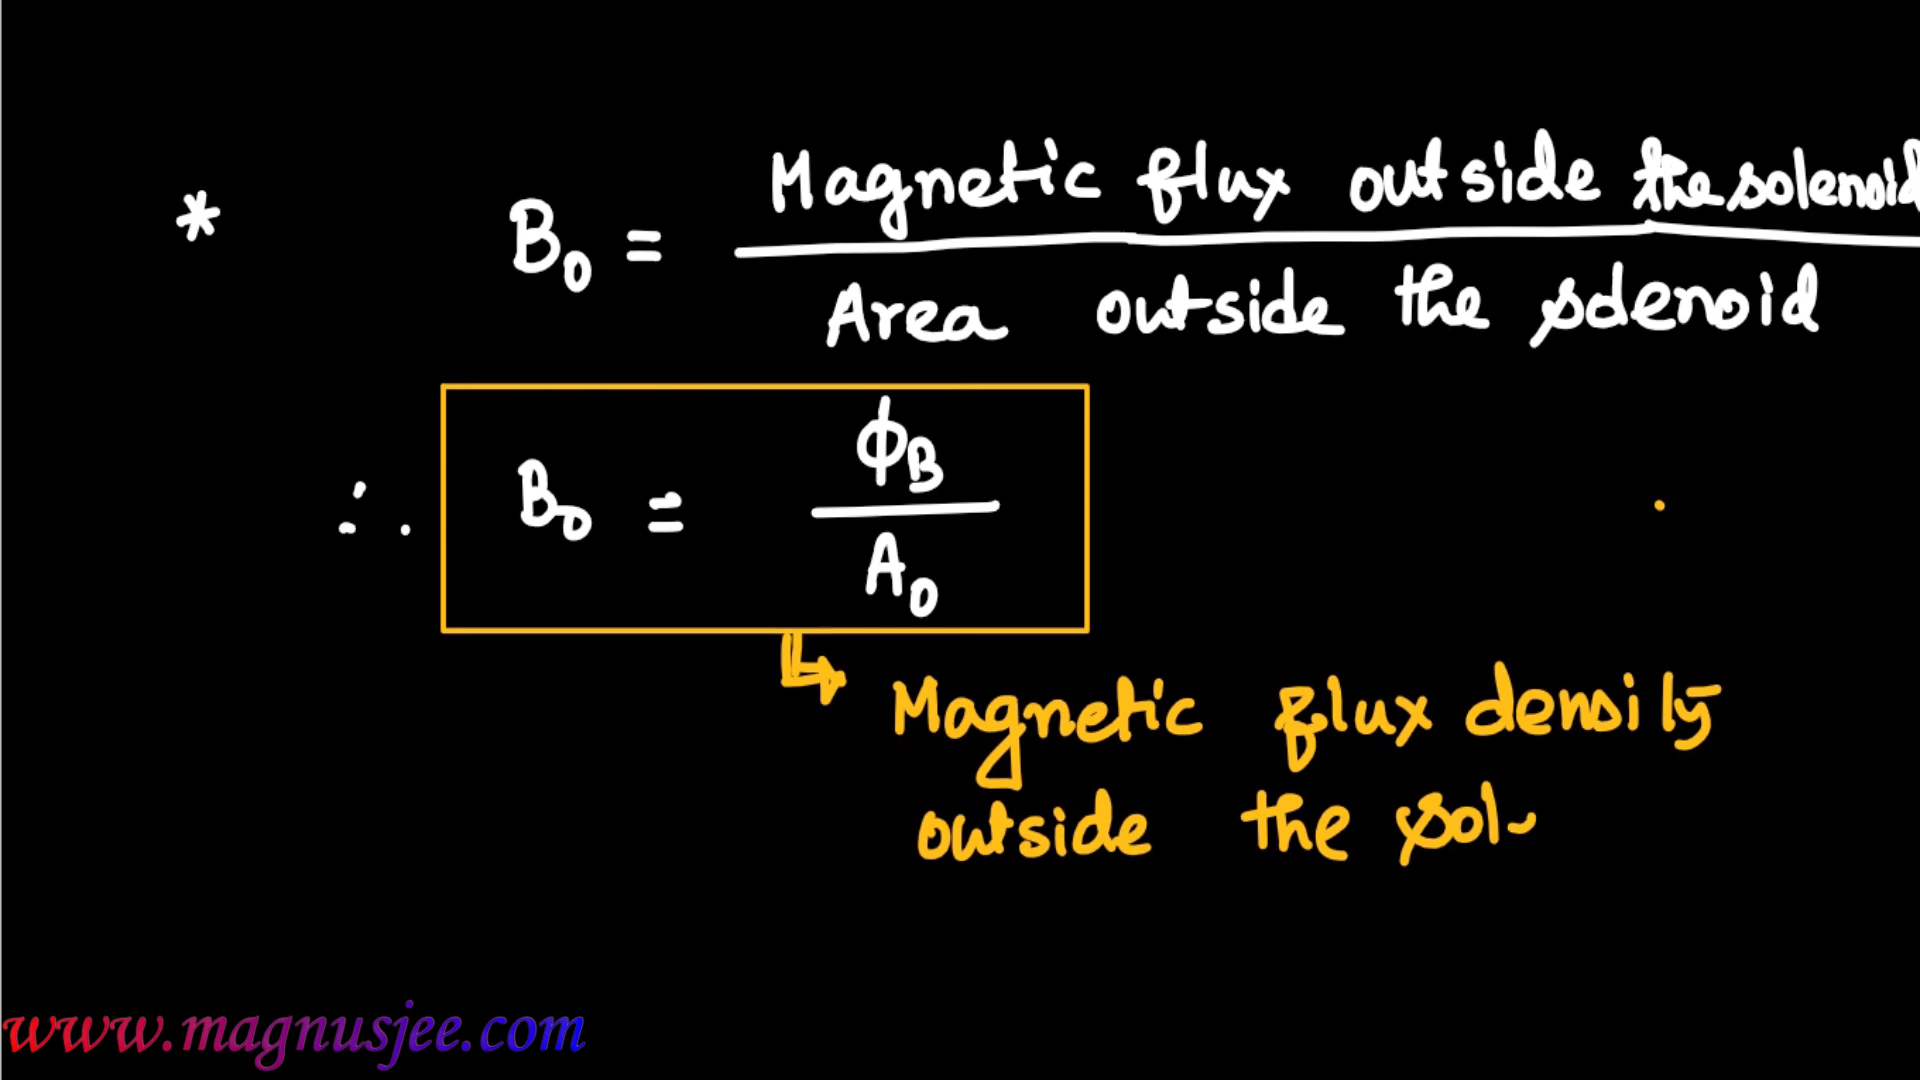 * B₀ = Magnetic flux outside the solenoid
Area outside the solenoid
∴ B₀ = ϕ_B / A₀
Magnetic flux density
outside the sol
www.magnusjee.com